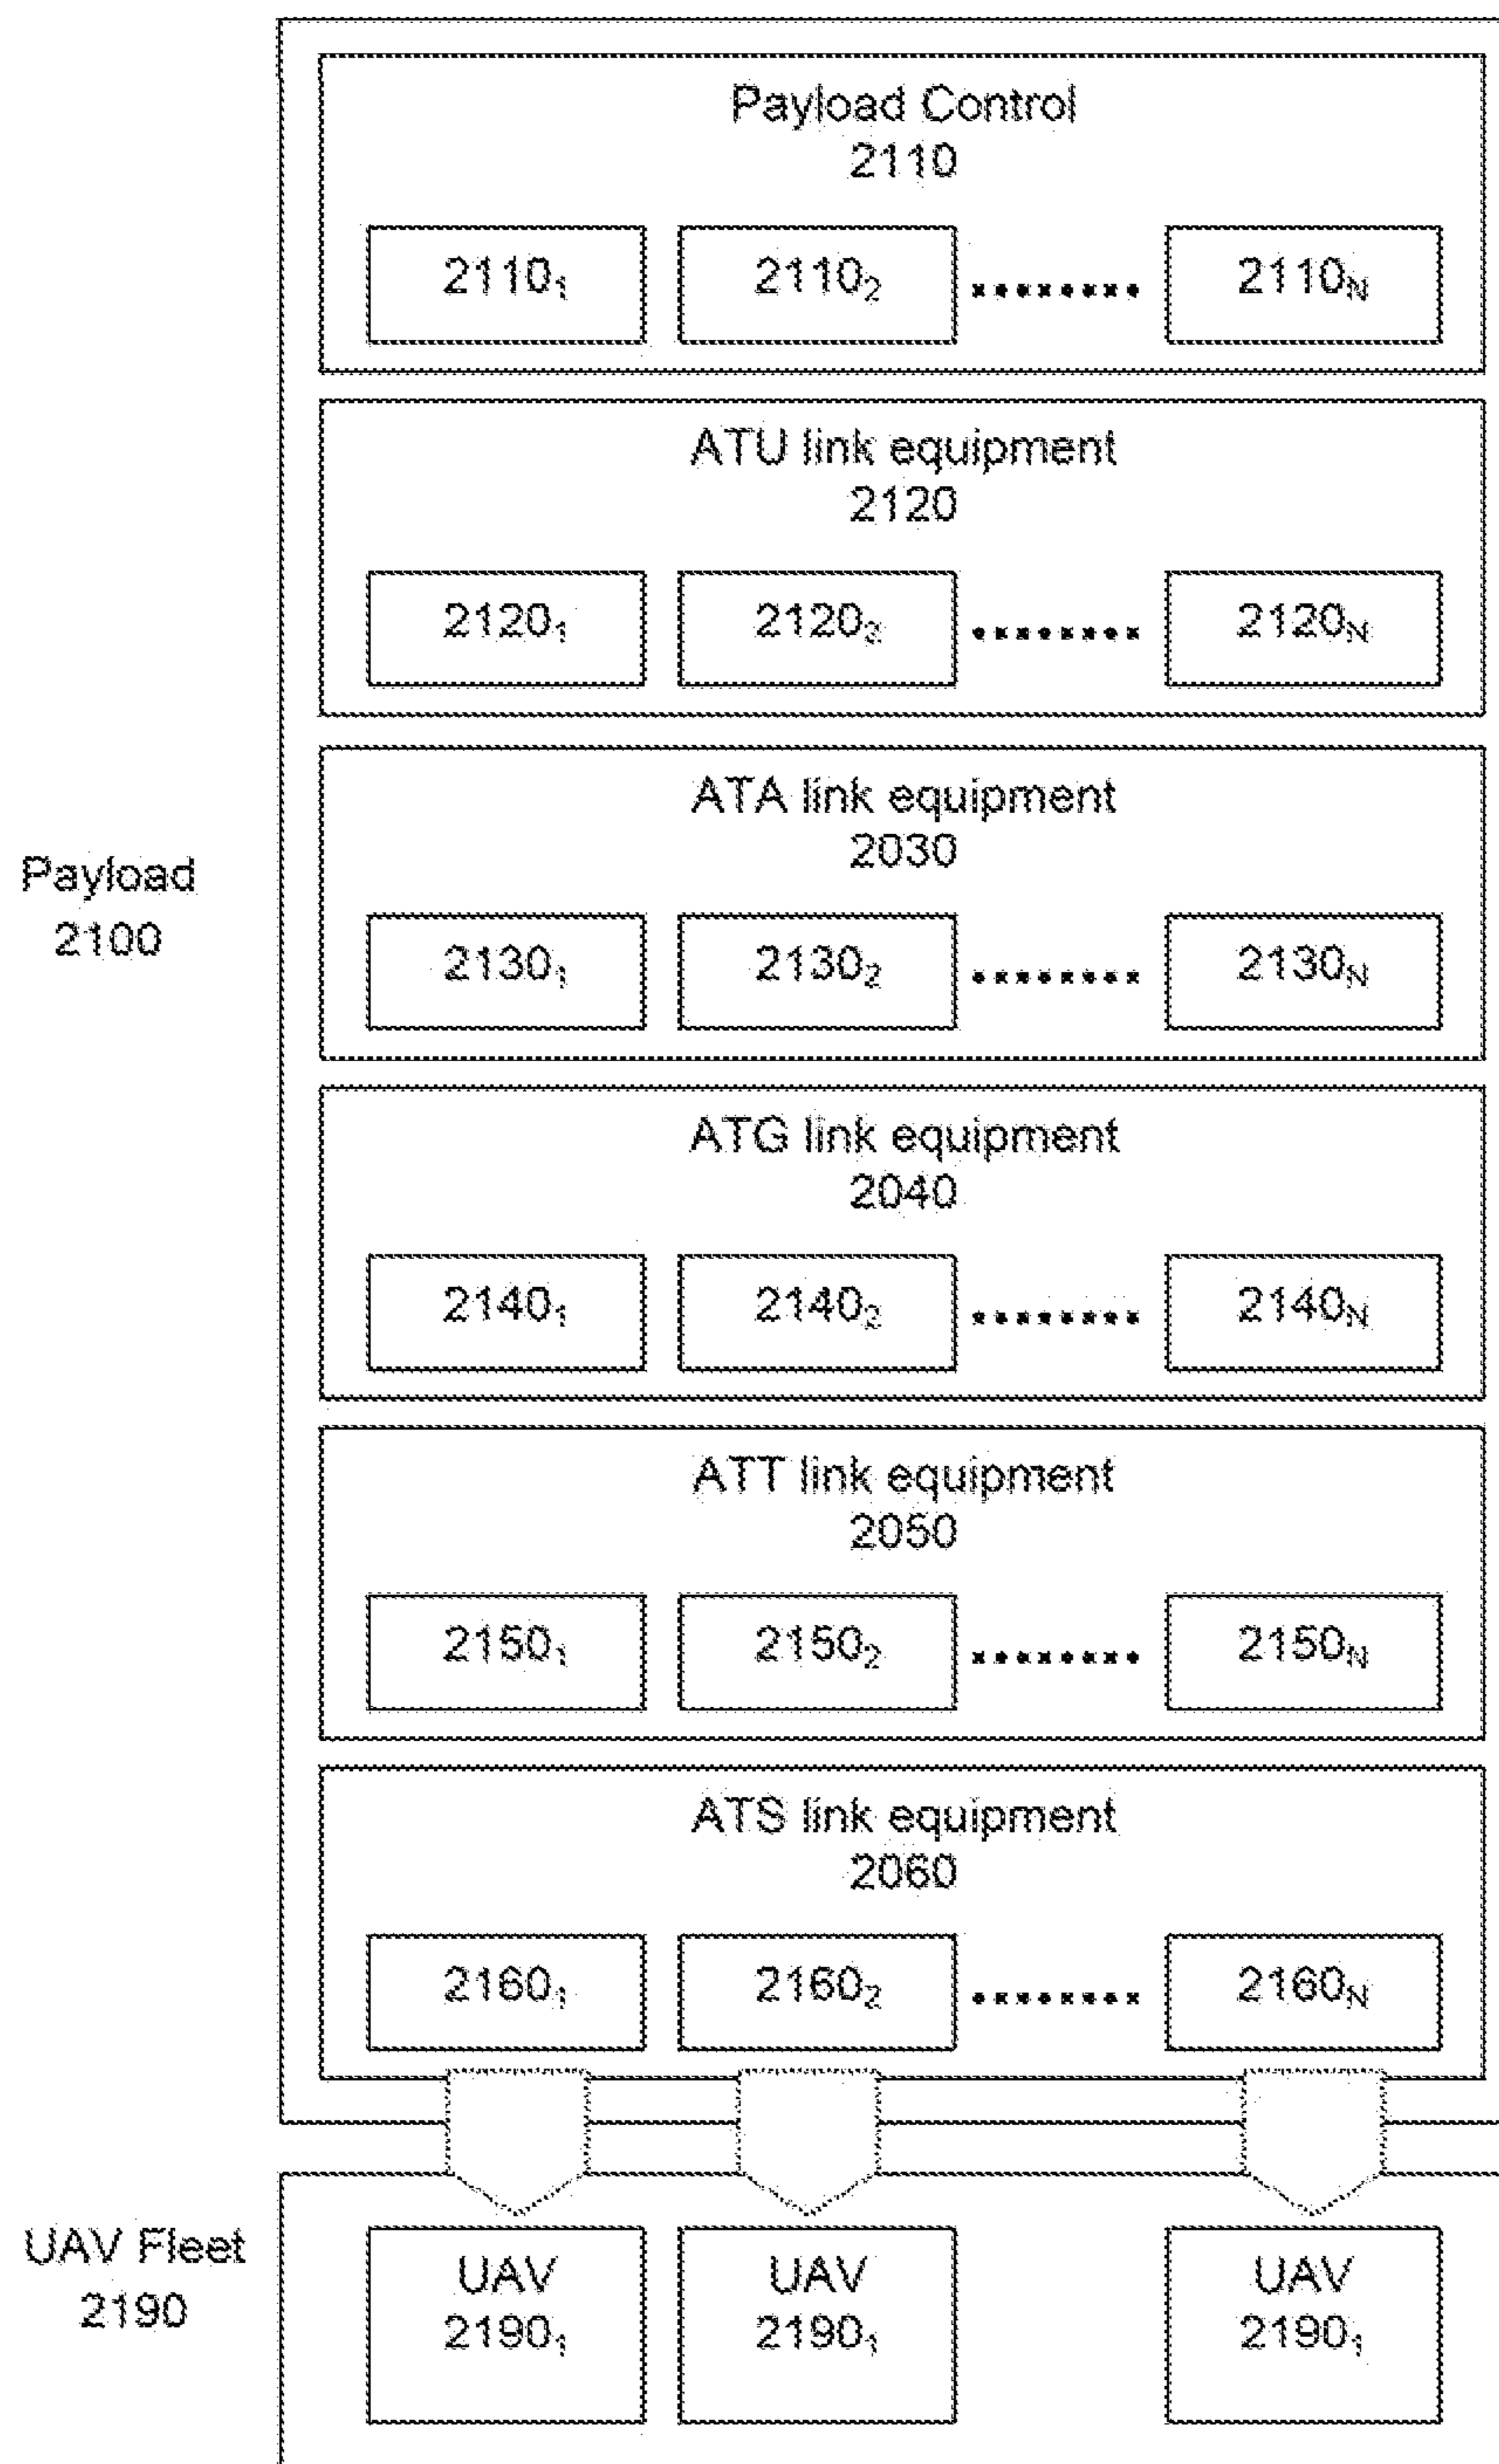 Payload Control
2110
2110₁ 2110₂ ........ 2110N
ATU link equipment
2120
2120₁ 2120₂ ........ 2120N
ATA link equipment
2030
2130₁ 2130₂ ........ 2130N
Payload
2100
ATG link equipment
2040
2140₁ 2140₂ ........ 2140N
ATT link equipment
2050
2150₁ 2150₂ ........ 2150N
ATS link equipment
2060
2160₁ 2160₂ ........ 2160N
UAV Fleet
2190
UAV UAV UAV
2190₁ 2190₁ 2190₁